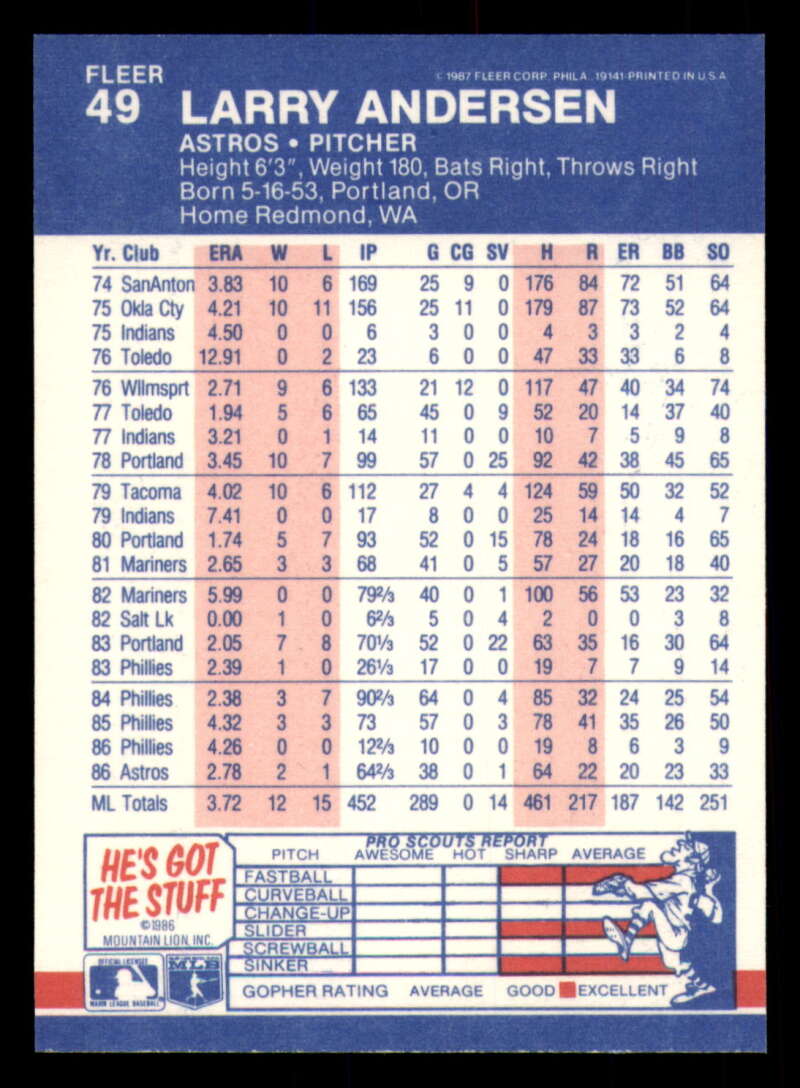 FLEER
© 1987 FLEER CORP. PHILA., 19141-PRINTED IN U.S.A
49 LARRY ANDERSEN
ASTROS • PITCHER
Height 6'3", Weight 180, Bats Right, Throws Right
Born 5-16-53, Portland, OR
Home Redmond, WA
Yr. Club ERA W L IP G CG SV H R ER BB SO
74 SanAnton 3.83 10 6 169 25 9 0 176 84 72 51 64
75 Okla Cty 4.21 10 11 156 25 11 0 179 87 73 52 64
75 Indians 4.50 0 0 6 3 0 0 4 3 3 2 4
76 Toledo 12.91 0 2 23 6 0 0 47 33 33 6 8
76 Wllmsprt 2.71 9 6 133 21 12 0 117 47 40 34 74
77 Toledo 1.94 5 6 65 45 0 9 52 20 14 37 40
77 Indians 3.21 0 1 14 11 0 0 10 7 5 9 8
78 Portland 3.45 10 7 99 57 0 25 92 42 38 45 65
79 Tacoma 4.02 10 6 112 27 4 4 124 59 50 32 52
79 Indians 7.41 0 0 17 8 0 0 25 14 14 4 7
80 Portland 1.74 5 7 93 52 0 15 78 24 18 16 65
81 Mariners 2.65 3 3 68 41 0 5 57 27 20 18 40
82 Mariners 5.99 0 0 79⅔ 40 0 1 100 56 53 23 32
82 Salt Lk 0.00 1 0 6⅔ 5 0 4 2 0 0 3 8
83 Portland 2.05 7 8 70⅓ 52 0 22 63 35 16 30 64
83 Phillies 2.39 1 0 26⅓ 17 0 0 19 7 7 9 14
84 Phillies 2.38 3 7 90⅔ 64 0 4 85 32 24 25 54
85 Phillies 4.32 3 3 73 57 0 3 78 41 35 26 50
86 Phillies 4.26 0 0 12⅔ 10 0 0 19 8 6 3 9
86 Astros 2.78 2 1 64⅔ 38 0 1 64 22 20 23 33
ML Totals 3.72 12 15 452 289 0 14 461 217 187 142 251
HE'S GOT
THE STUFF
©1986
MOUNTAIN LION, INC.
PRO SCOUTS REPORT
PITCH AWESOME HOT SHARP AVERAGE
FASTBALL
CURVEBALL
CHANGE-UP
SLIDER
SCREWBALL
SINKER
GOPHER RATING AVERAGE GOOD EXCELLENT
OFFICIAL LICENSEE
MAJOR LEAGUE BASEBALL
MLB